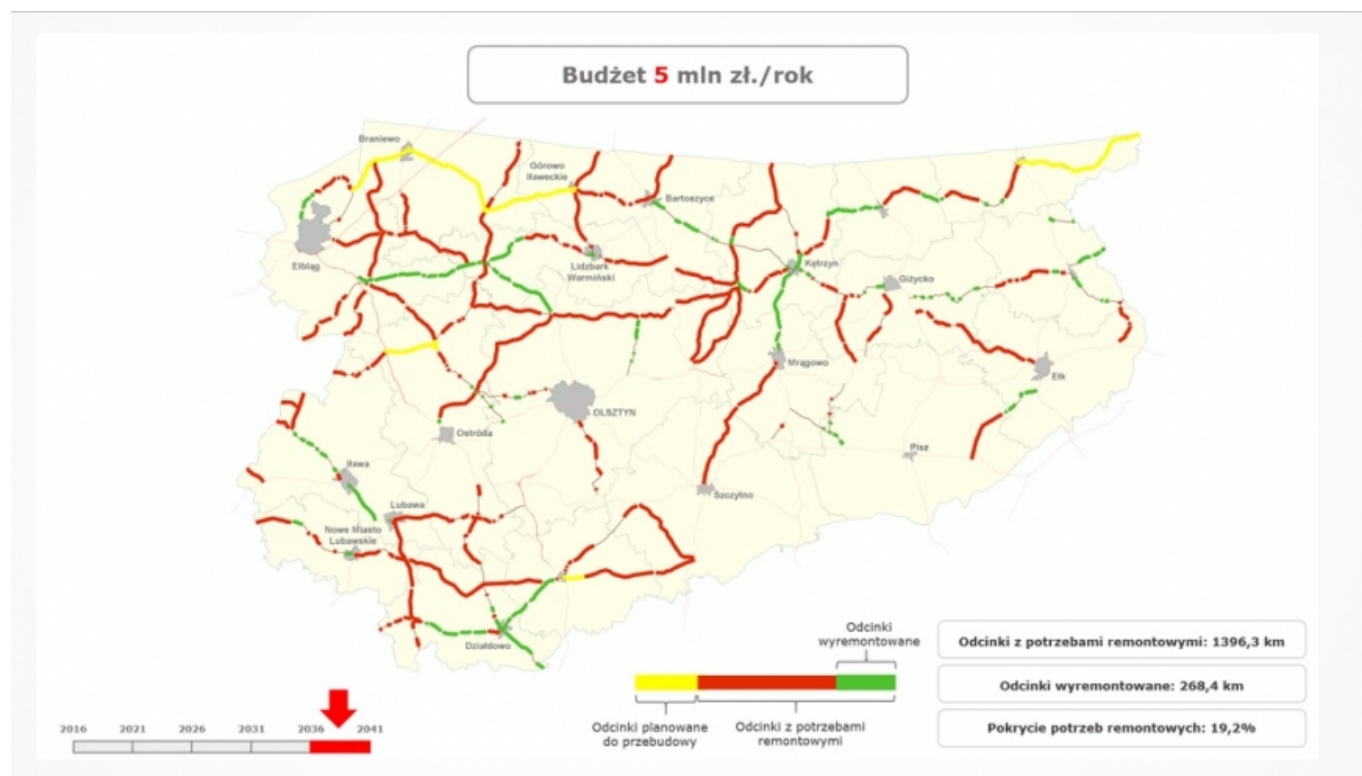 Budżet 5 mln zł./rok
Braniewo
Górowo
Iławeckie
Bartoszyce
Elbląg
Lidzbark
Warmiński
Kętrzyn
Giżycko
Mrągowo
Ełk
OLSZTYN
Ostróda
Pisz
Iława
Szczytno
Lubawa
Nowe Miasto
Lubawskie
Działdowo
Odcinki
wyremontowane
Odcinki planowane
do przebudowy
Odcinki z potrzebami
remontowymi
Odcinki z potrzebami remontowymi: 1396,3 km
Odcinki wyremontowane: 268,4 km
Pokrycie potrzeb remontowych: 19,2%
2016 2021 2026 2031 2036 2041